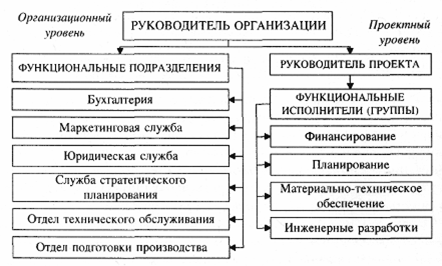 Организационный
уровень
РУКОВОДИТЕЛЬ ОРГАНИЗАЦИИ
Проектный
уровень
ФУНКЦИОНАЛЬНЫЕ ПОДРАЗДЕЛЕНИЯ
Бухгалтерия
Маркетинговая служба
Юридическая служба
Служба стратегического
планирования
Отдел технического обслуживания
Отдел подготовки производства
РУКОВОДИТЕЛЬ ПРОЕКТА
ФУНКЦИОНАЛЬНЫЕ
ИСПОЛНИТЕЛИ (ГРУППЫ)
Финансирование
Планирование
Материально-техническое
обеспечение
Инженерные разработки